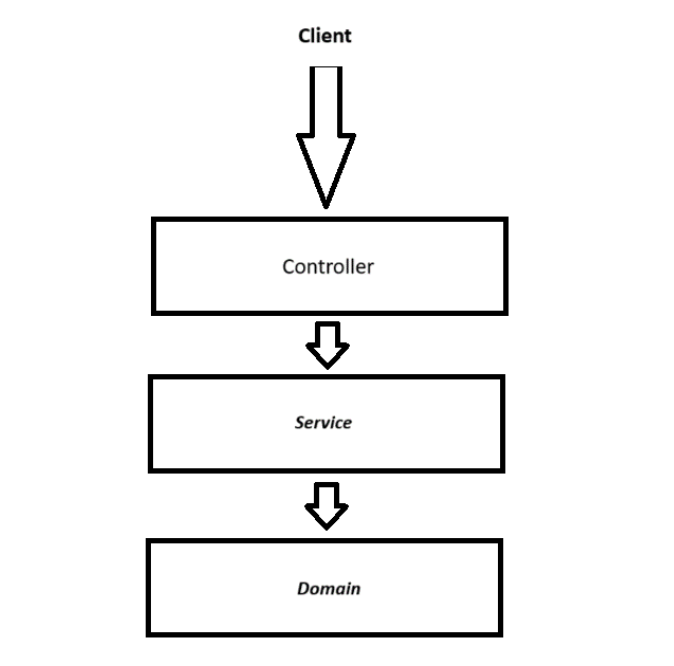 Client
Controller
Service
Domain